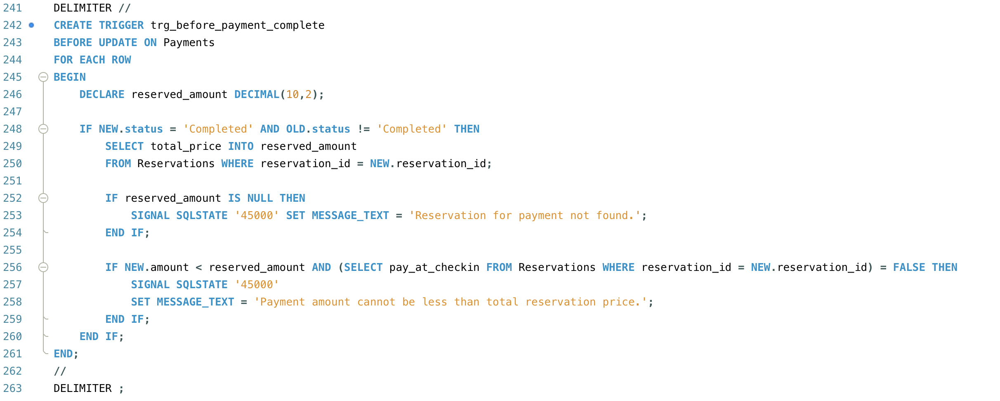 241 DELIMITER //
242 CREATE TRIGGER trg_before_payment_complete
243 BEFORE UPDATE ON Payments
244 FOR EACH ROW
245 BEGIN
246 DECLARE reserved_amount DECIMAL(10,2);
247
248 IF NEW.status = 'Completed' AND OLD.status != 'Completed' THEN
249 SELECT total_price INTO reserved_amount
250 FROM Reservations WHERE reservation_id = NEW.reservation_id;
251
252 IF reserved_amount IS NULL THEN
253 SIGNAL SQLSTATE '45000' SET MESSAGE_TEXT = 'Reservation for payment not found.';
254 END IF;
255
256 IF NEW.amount < reserved_amount AND (SELECT pay_at_checkin FROM Reservations WHERE reservation_id = NEW.reservation_id) = FALSE THEN
257 SIGNAL SQLSTATE '45000'
258 SET MESSAGE_TEXT = 'Payment amount cannot be less than total reservation price.';
259 END IF;
260 END IF;
261 END;
262 //
263 DELIMITER ;